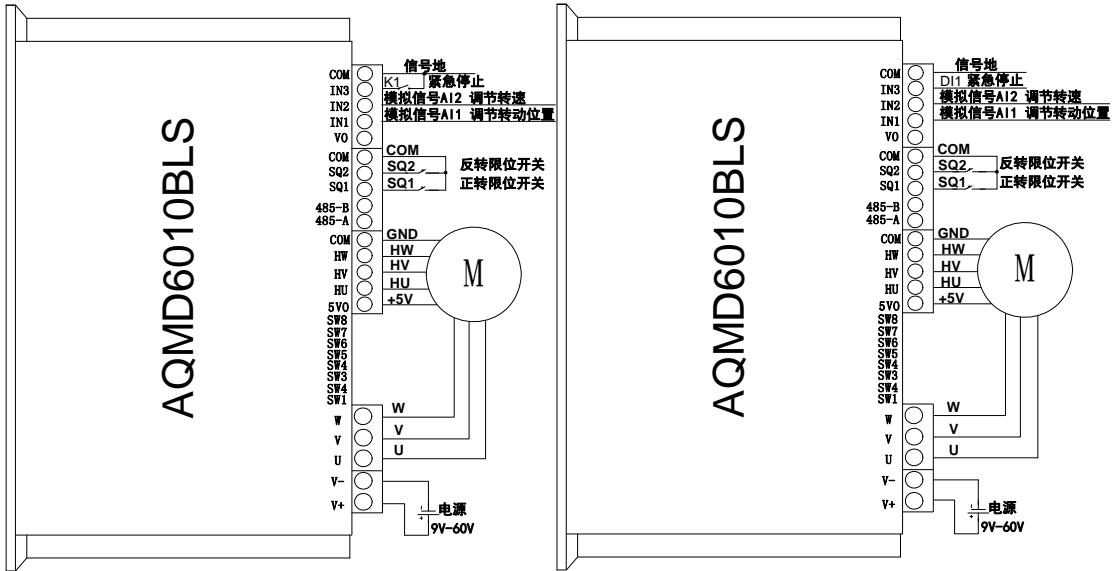 AQMD6010BLS
COM 信号地
IN3 K1 紧急停止
IN2 模拟信号AI2 调节转速
IN1 模拟信号AI1 调节转动位置
VO
COM COM
SQ2 SQ2 反转限位开关
SQ1 SQ1 正转限位开关
485-B
485-A
COM GND
HW HW
HV HV
HU HU
5VO +5V
M
SW8
SW7
SW6
SW5
SW4
SW3
SW4
SW1
W W
V V
U U
V-
V+
电源
9V-60V
AQMD6010BLS
COM 信号地
IN3 DI1 紧急停止
IN2 模拟信号AI2 调节转速
IN1 模拟信号AI1 调节转动位置
VO
COM COM
SQ2 SQ2 反转限位开关
SQ1 SQ1 正转限位开关
485-B
485-A
COM GND
HW HW
HV HV
HU HU
5VO +5V
M
SW8
SW7
SW6
SW5
SW4
SW3
SW4
SW1
W W
V V
U U
V-
V+
电源
9V-60V